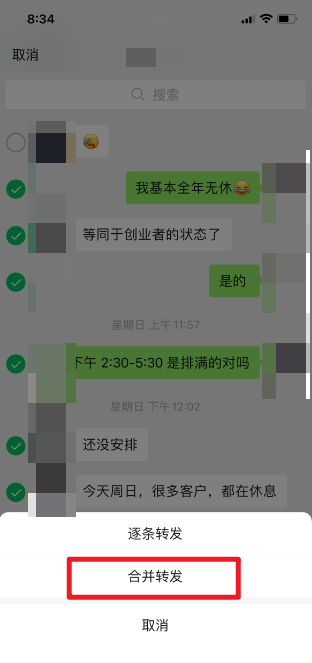 8:34
取消
搜索
我基本全年无休😂
等同于创业者的状态了
是的
星期日 上午 11:57
下午 2:30-5:30 是排满的对吗
星期日 下午 12:02
还没安排
今天周日，很多客户，都在休息
逐条转发
合并转发
取消